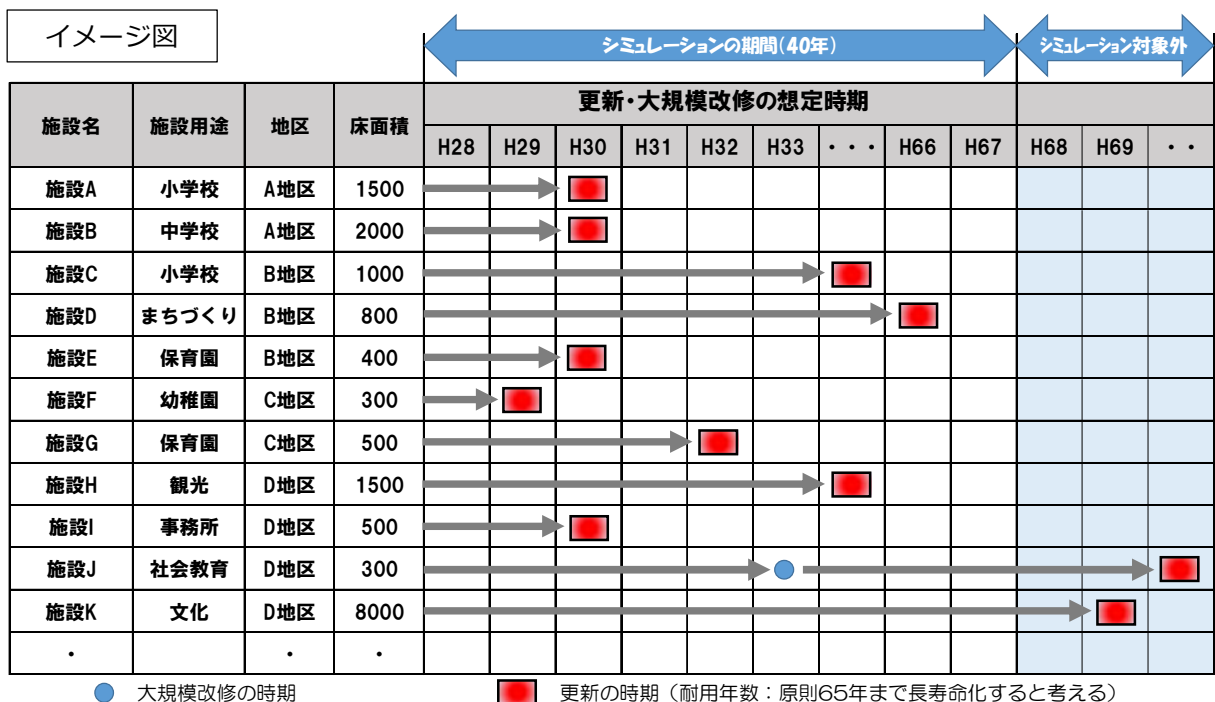 イメージ図
シミュレーションの期間(40年)
シミュレーション対象外
施設名 施設用途 地区 床面積 更新・大規模改修の想定時期
H28 H29 H30 H31 H32 H33 ・・・ H66 H67 H68 H69 ・・
施設A 小学校 A地区 1500
施設B 中学校 A地区 2000
施設C 小学校 B地区 1000
施設D まちづくり B地区 800
施設E 保育園 B地区 400
施設F 幼稚園 C地区 300
施設G 保育園 C地区 500
施設H 観光 D地区 1500
施設I 事務所 D地区 500
施設J 社会教育 D地区 300
施設K 文化 D地区 8000
・ ・ ・
大規模改修の時期
更新の時期(耐用年数:原則65年まで長寿命化すると考える)